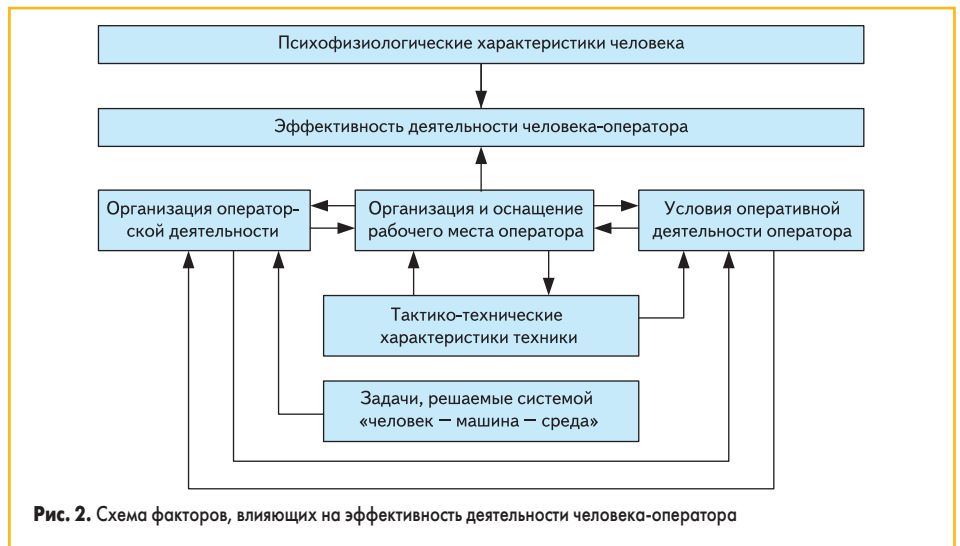 Психофизиологические характеристики человека
Эффективность деятельности человека-оператора
Организация оператор-
ской деятельности
Организация и оснащение
рабочего места оператора
Условия оперативной
деятельности оператора
Тактико-технические
характеристики техники
Задачи, решаемые системой
«человек — машина — среда»
Рис. 2. Схема факторов, влияющих на эффективность деятельности человека-оператора